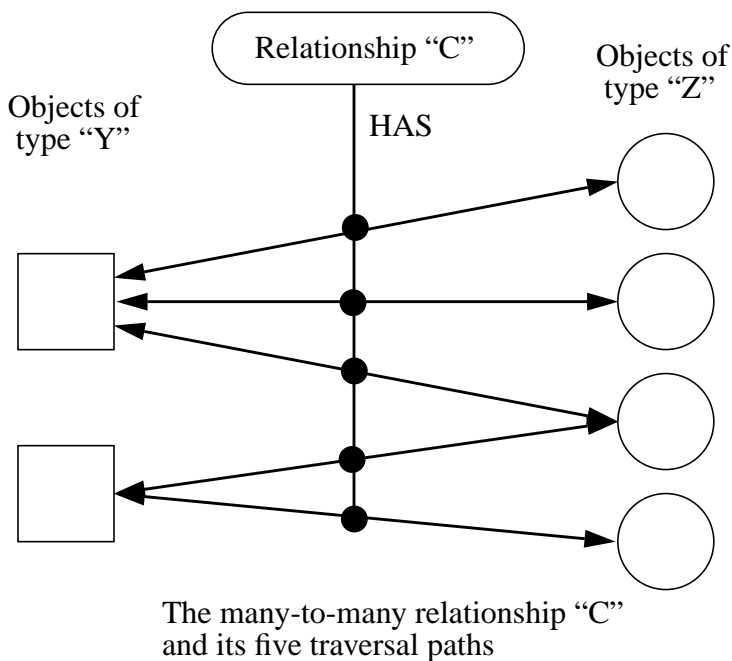 Relationship “C”
Objects of
type “Z”
Objects of
type “Y”
HAS
The many-to-many relationship “C”
and its five traversal paths